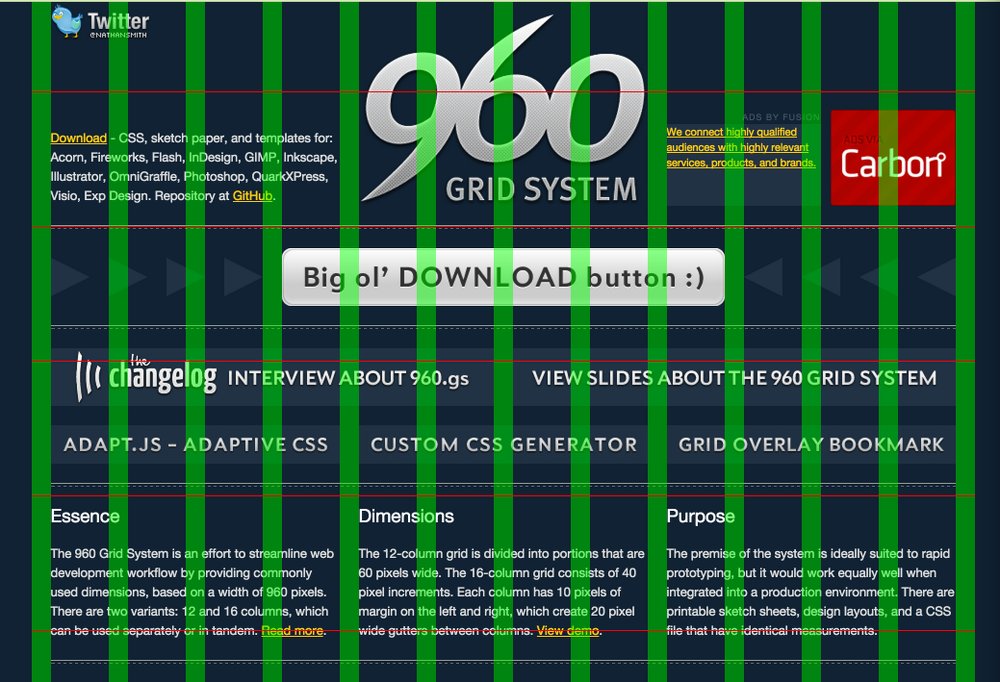 Twitter
@NATHANSMITH
960
GRID SYSTEM
Download - CSS, sketch paper, and templates for:
Acorn, Fireworks, Flash, InDesign, GIMP, Inkscape,
Illustrator, OmniGraffle, Photoshop, QuarkXPress,
Visio, Exp Design. Repository at GitHub.
ADS BY FUSION
We connect highly qualified
audiences with highly relevant
services, products, and brands.
ADS VIA
Carbon
Big ol’ DOWNLOAD button :)
the
changelog INTERVIEW ABOUT 960.gs
VIEW SLIDES ABOUT THE 960 GRID SYSTEM
ADAPT.JS – ADAPTIVE CSS
CUSTOM CSS GENERATOR
GRID OVERLAY BOOKMARK
Essence
The 960 Grid System is an effort to streamline web
development workflow by providing commonly
used dimensions, based on a width of 960 pixels.
There are two variants: 12 and 16 columns, which
can be used separately or in tandem. Read more.
Dimensions
The 12-column grid is divided into portions that are
60 pixels wide. The 16-column grid consists of 40
pixel increments. Each column has 10 pixels of
margin on the left and right, which create 20 pixel
wide gutters between columns. View demo.
Purpose
The premise of the system is ideally suited to rapid
prototyping, but it would work equally well when
integrated into a production environment. There are
printable sketch sheets, design layouts, and a CSS
file that have identical measurements.